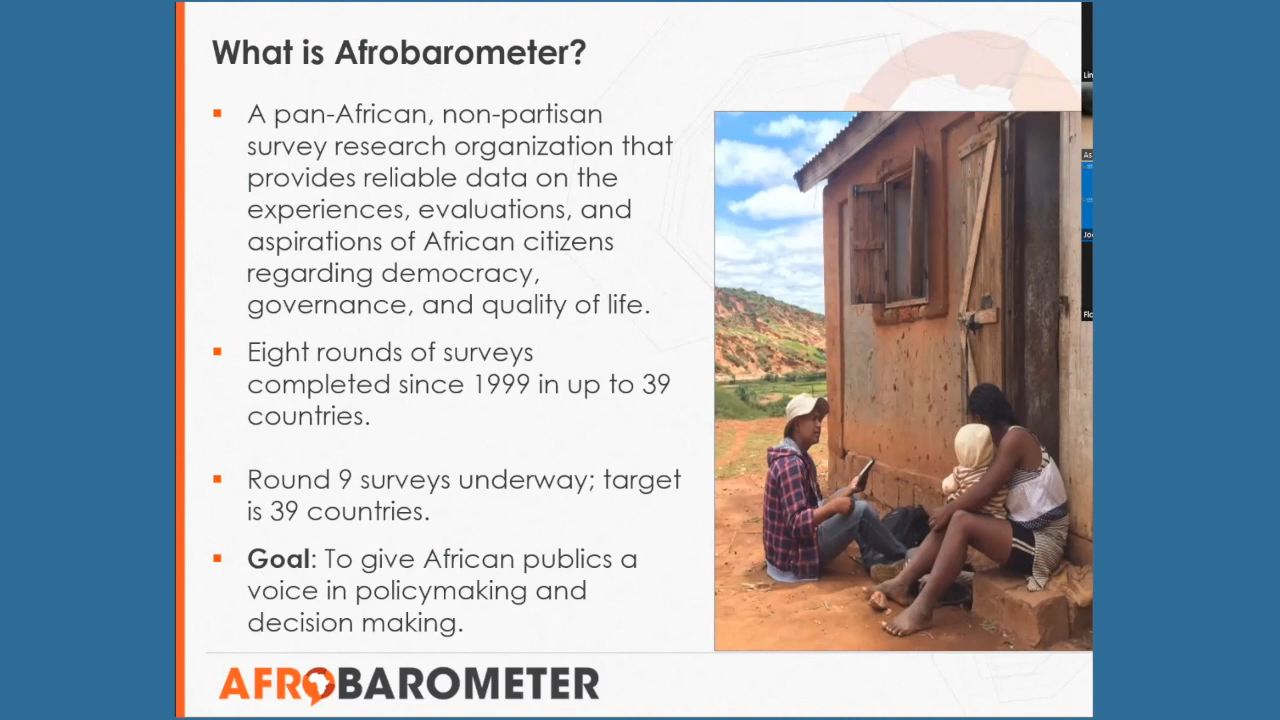 What is Afrobarometer?
A pan-African, non-partisan
survey research organization that
provides reliable data on the
experiences, evaluations, and
aspirations of African citizens
regarding democracy,
governance, and quality of life.
Eight rounds of surveys
completed since 1999 in up to 39
countries.
Round 9 surveys underway; target
is 39 countries.
Goal: To give African publics a
voice in policymaking and
decision making.
AFROBAROMETER